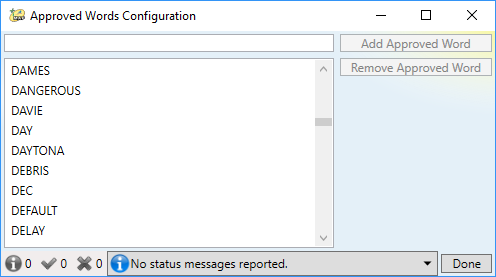 Approved Words Configuration
Add Approved Word
Remove Approved Word
DAMES
DANGEROUS
DAVIE
DAY
DAYTONA
DEBRIS
DEC
DEFAULT
DELAY
0 0 0 No status messages reported. Done